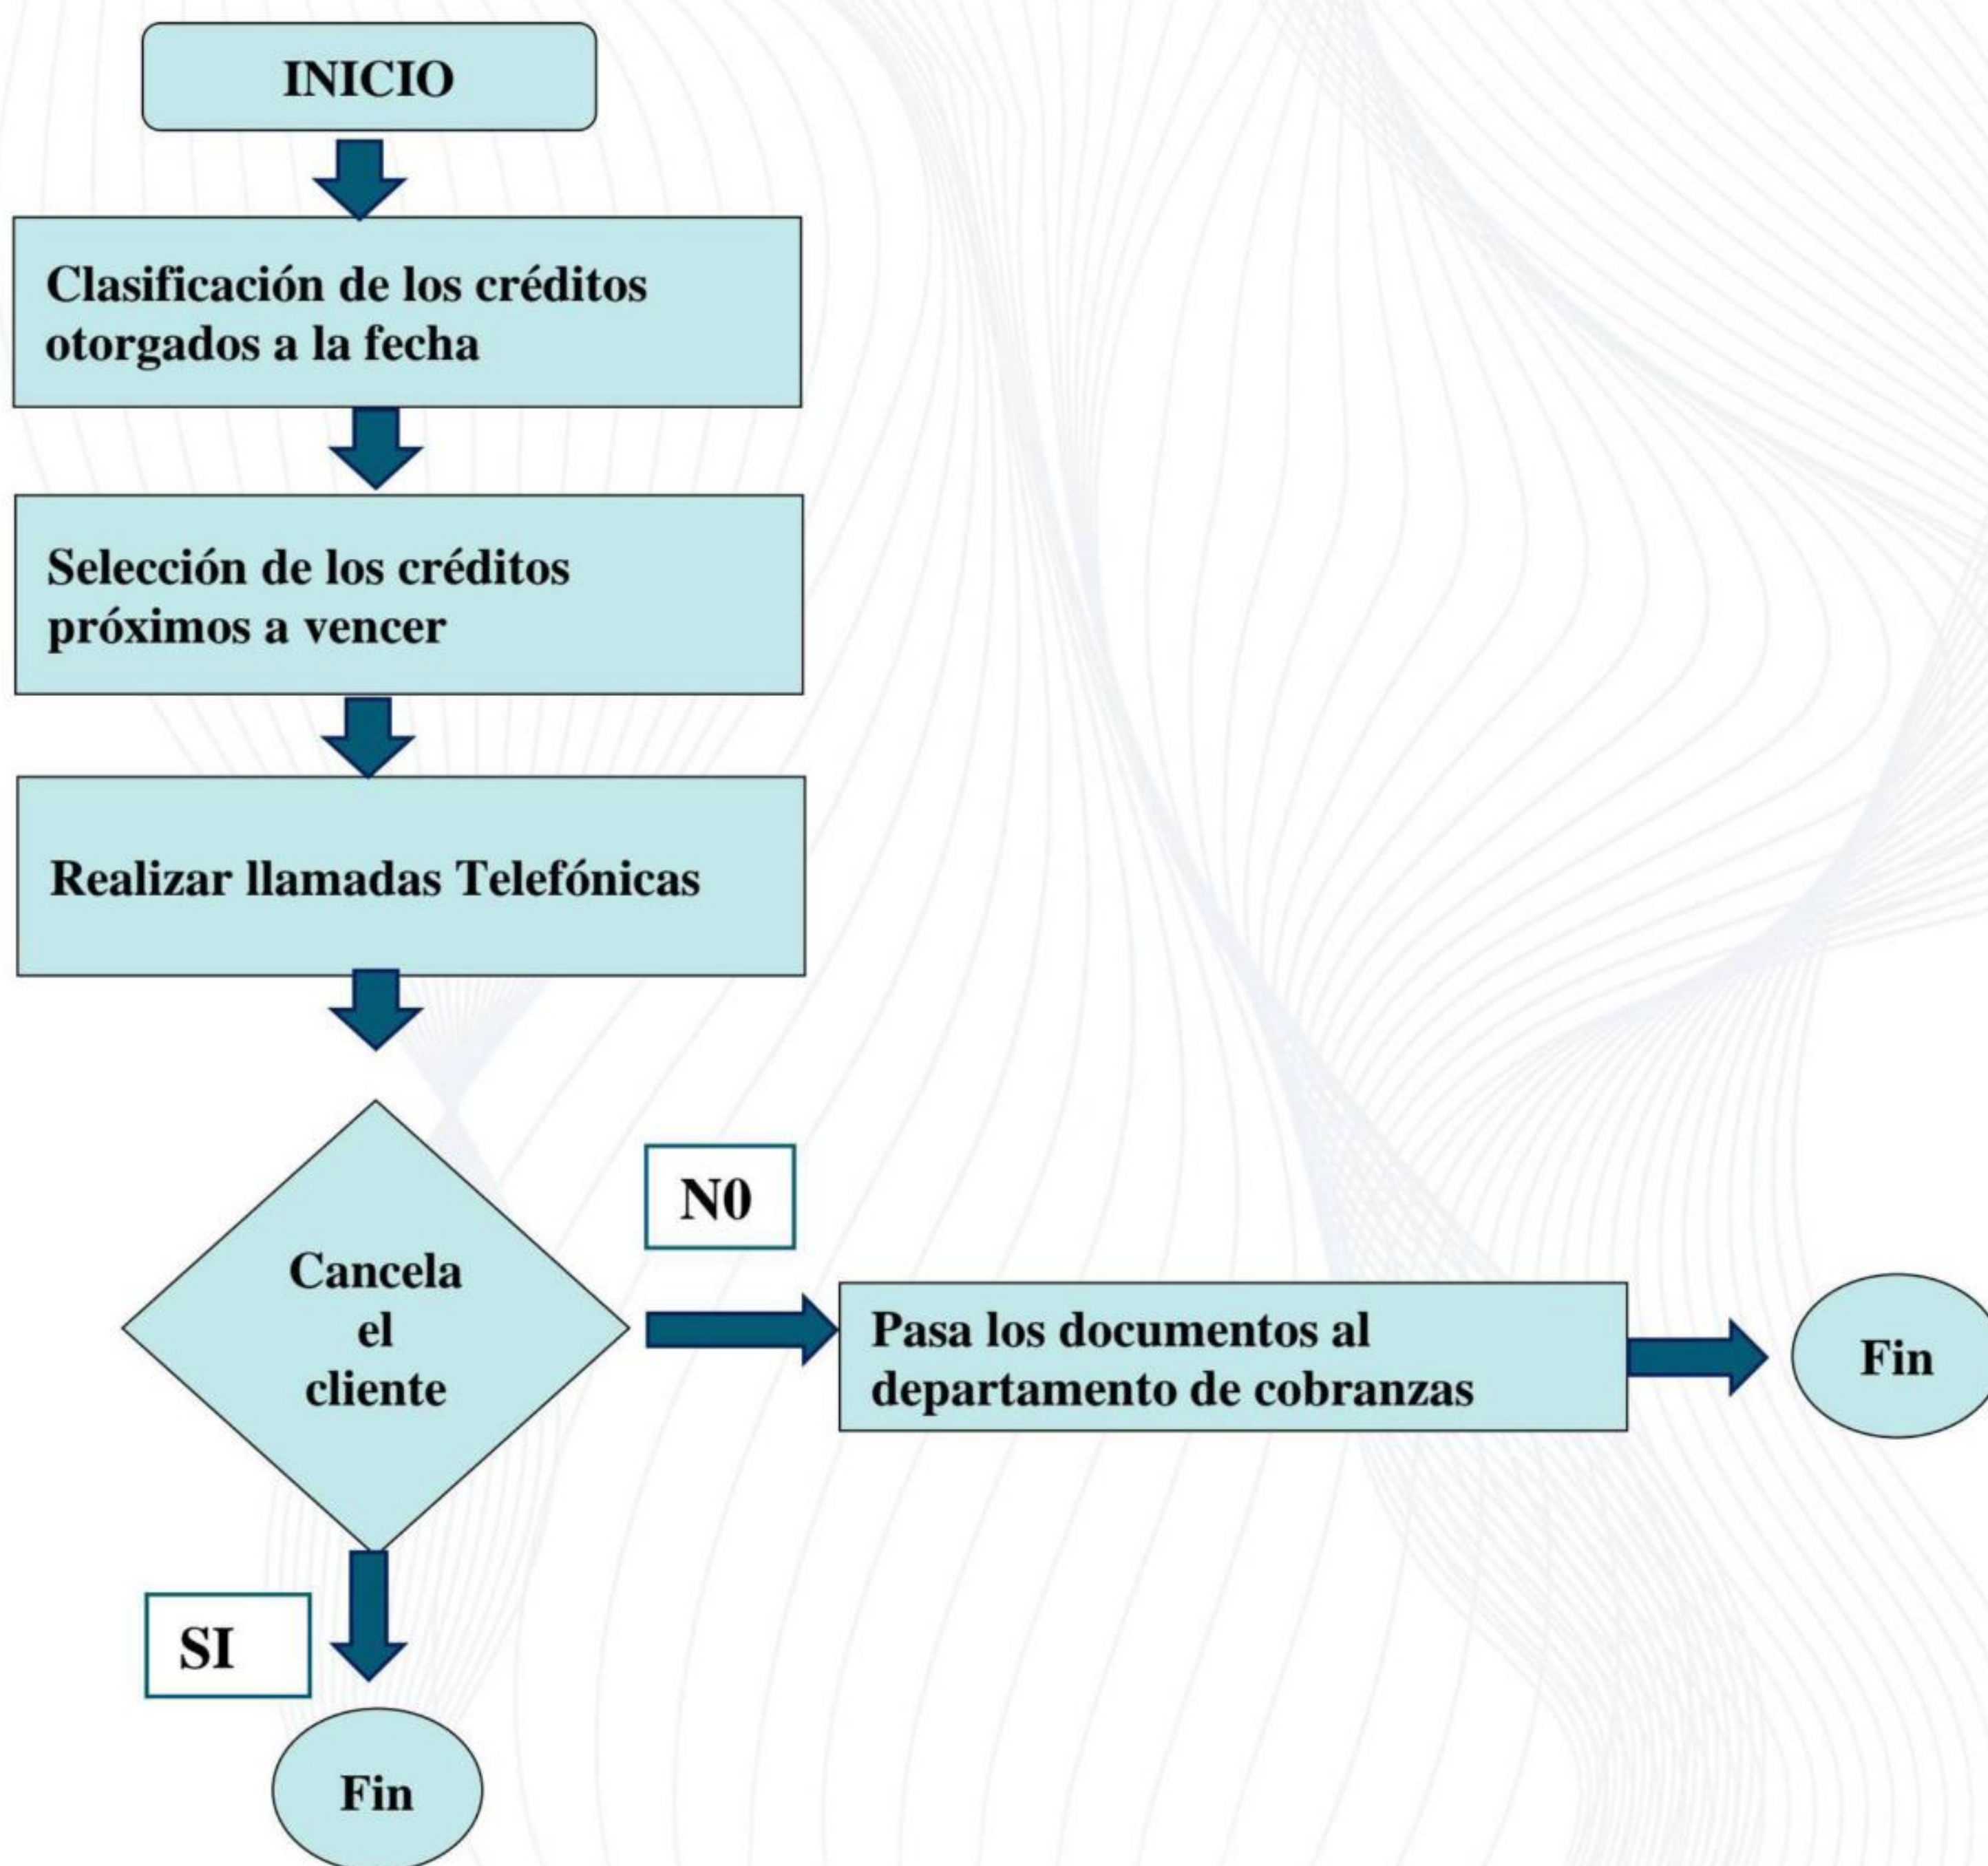 INICIO
Clasificación de los créditos
otorgados a la fecha
Selección de los créditos
próximos a vencer
Realizar llamadas Telefónicas
Cancela
el
cliente
N0
Pasa los documentos al
departamento de cobranzas
Fin
SI
Fin